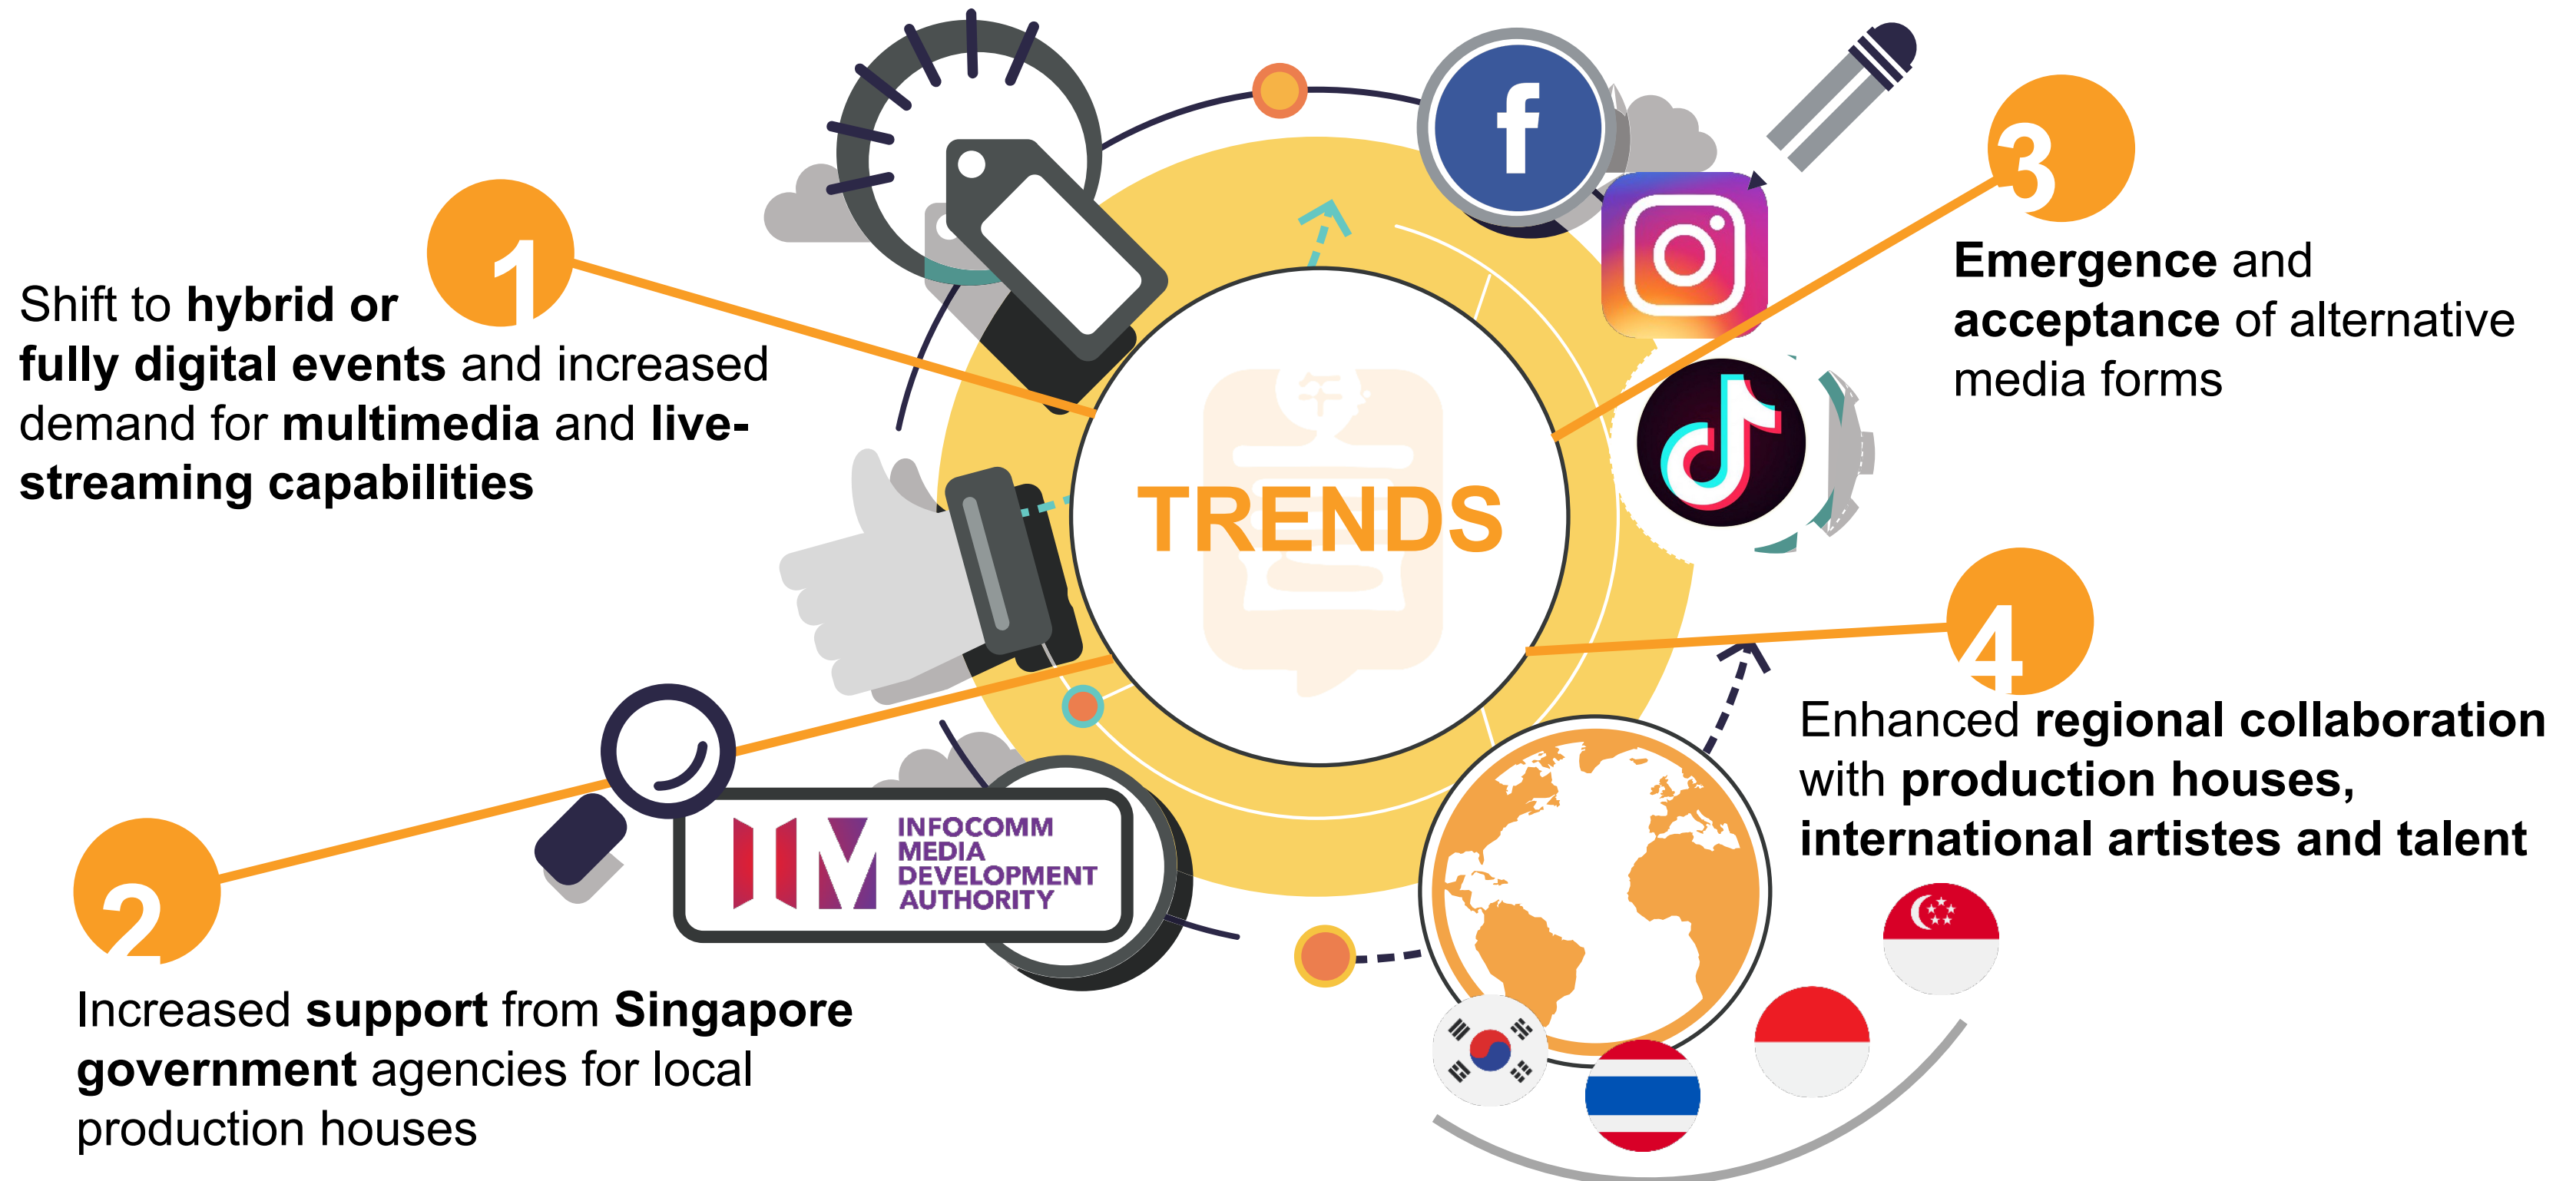 1
Shift to hybrid or
fully digital events and increased
demand for multimedia and live-
streaming capabilities
2
Increased support from Singapore
government agencies for local
production houses
TRENDS
INFOCOMM
MEDIA
DEVELOPMENT
AUTHORITY
3
Emergence and
acceptance of alternative
media forms
4
Enhanced regional collaboration
with production houses,
international artistes and talent